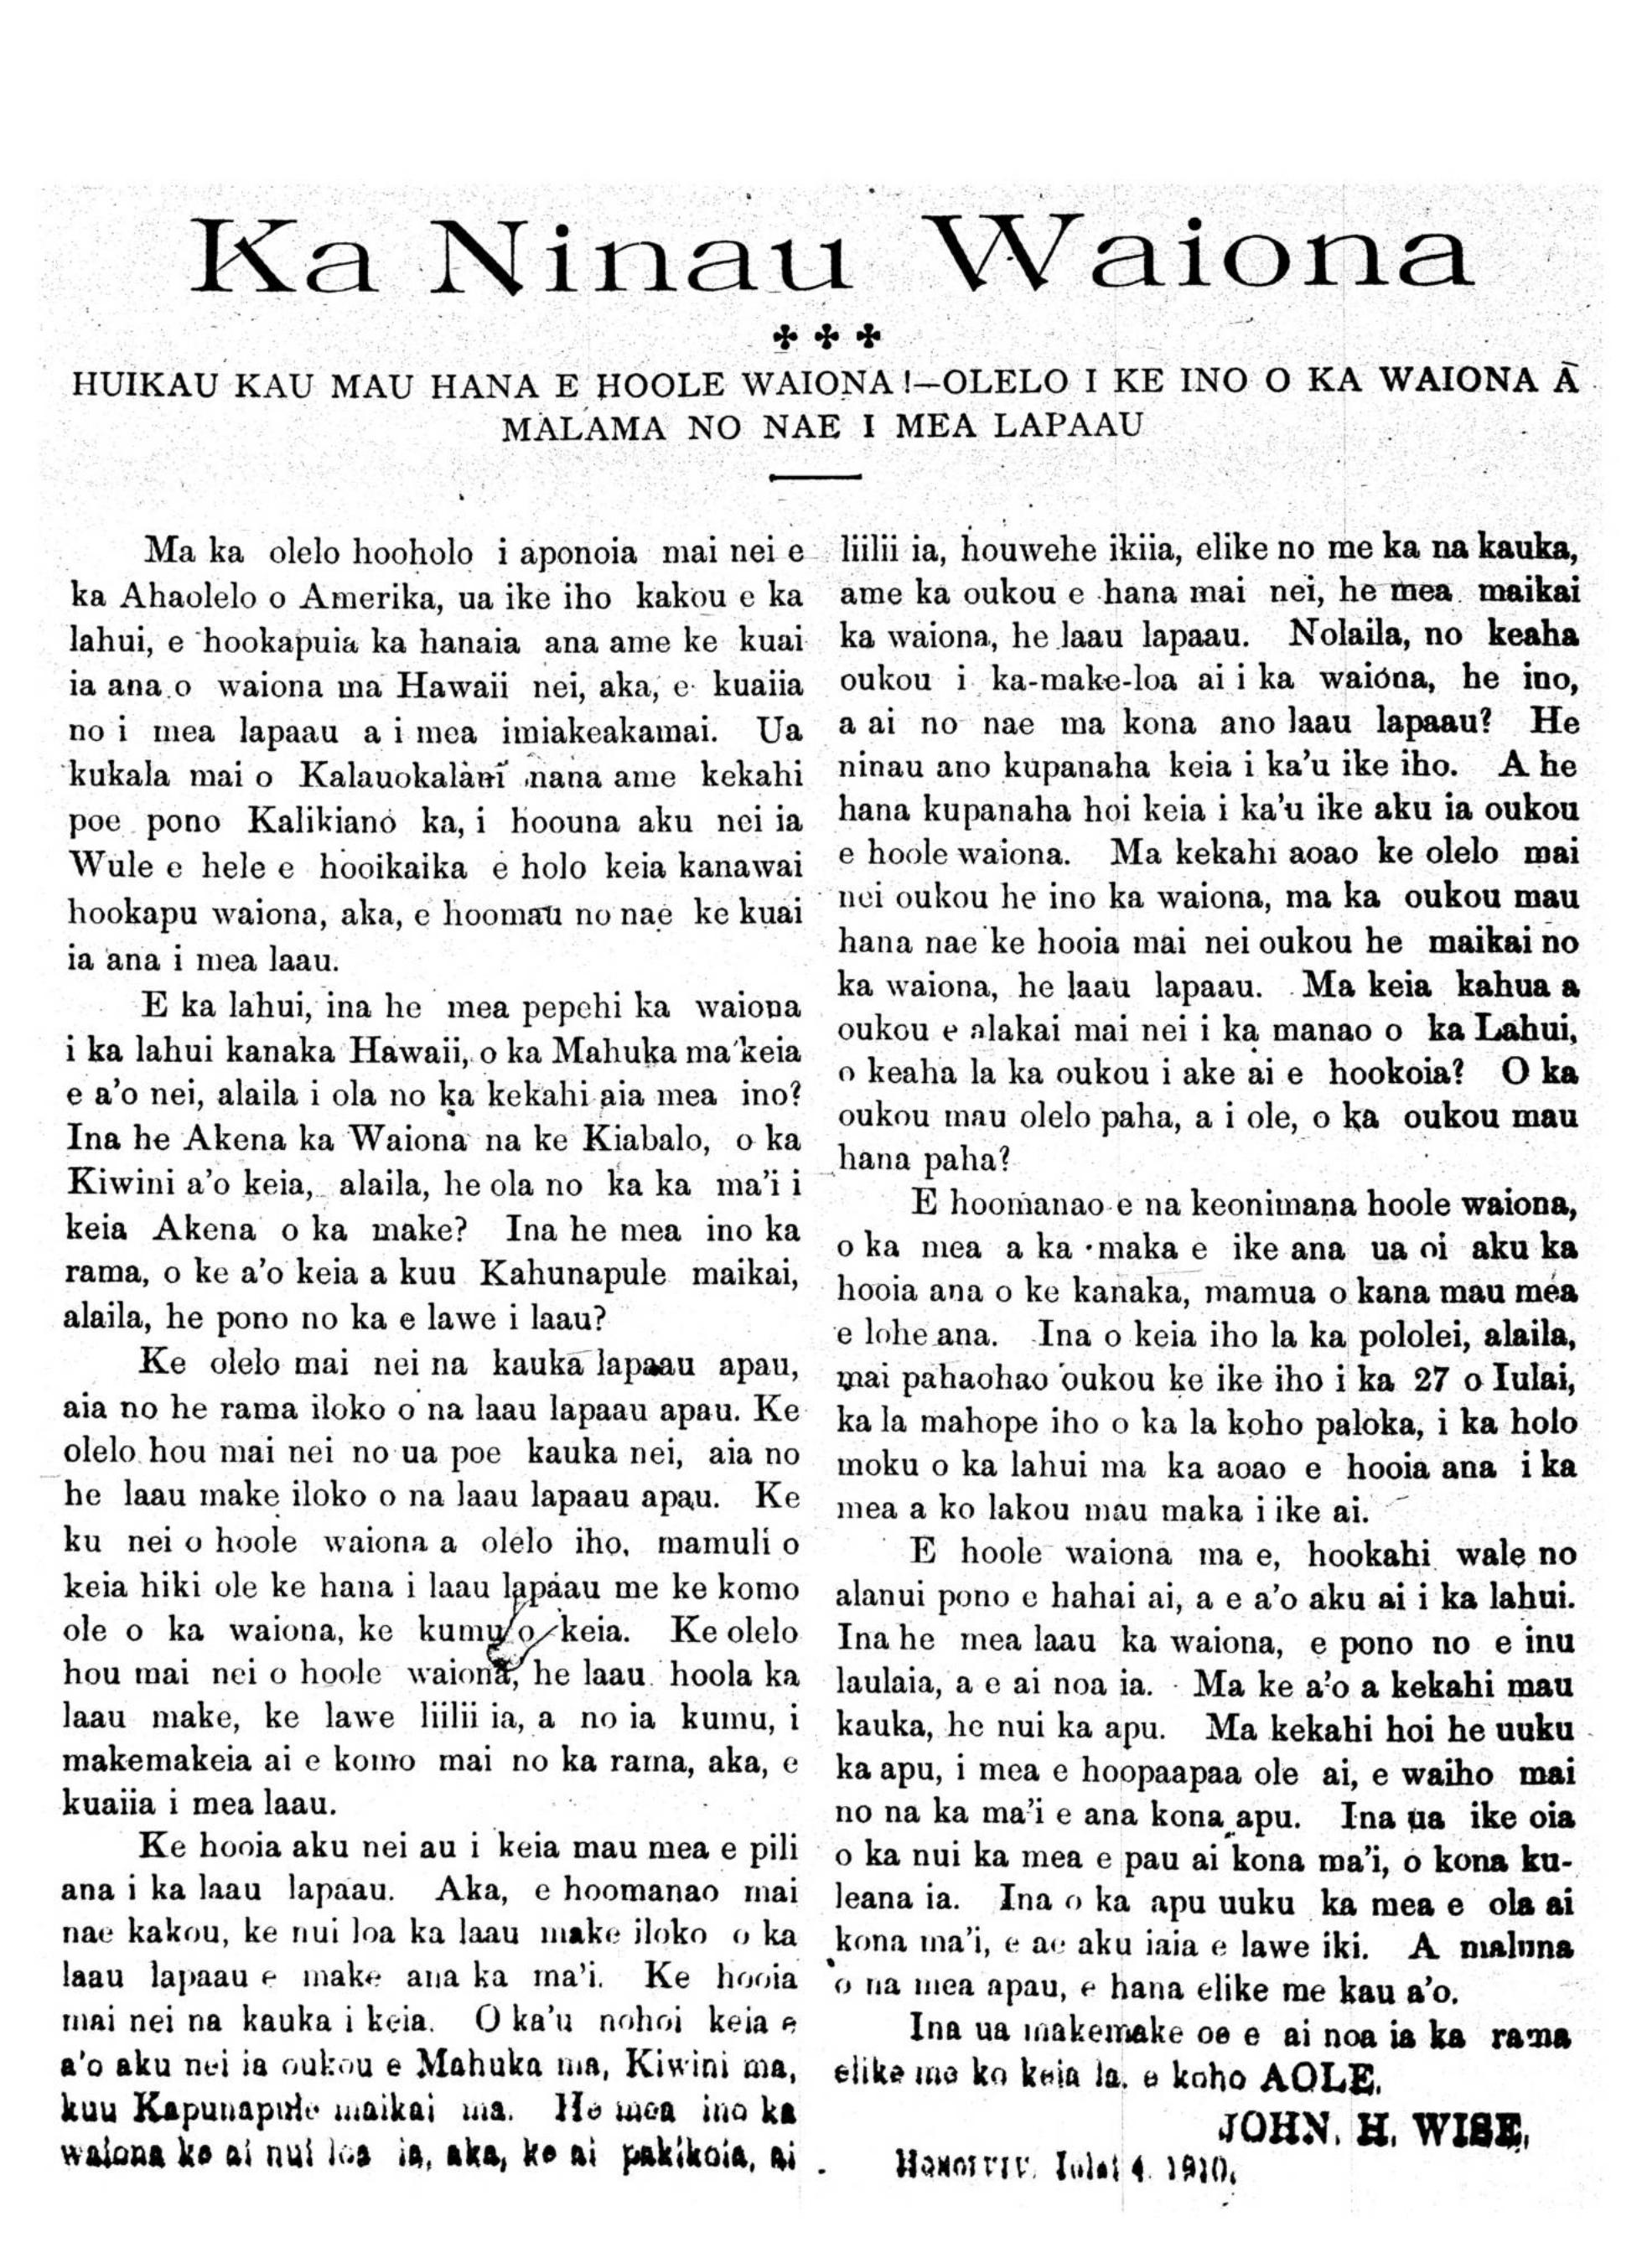 Ka Ninau Waiona
HUIKAU KAU MAU HANA E HOOLE WAIONA!—OLELO I KE INO O KA WAIONA A
MALAMA NO NAE I MEA LAPAAU
Ma ka olelo hooholo i aponoia mai nei e
ka Ahaolelo o Amerika, ua ike iho kakou e ka
lahui, e hookapuia ka hanaia ana ame ke kuai
ia ana o waiona ma Hawaii nei, aka, e kuaiia
no i mea lapaau a i mea imiakeakamai. Ua
kukala mai o Kalauokalani nana ame kekahi
poe pono Kalikiano ka, i hoouna aku nei ia
Wule e hele e hooikaika e holo keia kanawai
hookapu waiona, aka, e hoomau no nae ke kuai
ia ana i mea laau.
E ka lahui, ina he mea pepehi ka waiona
i ka lahui kanaka Hawaii, o ka Mahuka ma keia
e a'o nei, alaila i ola no ka kekahi aia mea ino?
Ina he Akena ka Waiona na ke Kiabalo, o ka
Kiwini a'o keia, alaila, he ola no ka ka ma'i i
keia Akena o ka make? Ina he mea ino ka
rama, o ke a'o keia a kuu Kahunapule maikai,
alaila, he pono no ka e lawe i laau?
Ke olelo mai nei na kauka lapaau apau,
aia no he rama iloko o na laau lapaau apau. Ke
olelo hou mai nei no ua poe kauka nei, aia no
he laau make iloko o na laau lapaau apau. Ke
ku nei o hoole waiona a olelo iho, mamuli o
keia hiki ole ke hana i laau lapaau me ke komo
ole o ka waiona, ke kumu o keia. Ke olelo
hou mai nei o hoole waiona, he laau hoola ka
laau make, ke lawe liilii ia, a no ia kumu, i
makemakeia ai e komo mai no ka rama, aka, e
kuaiia i mea laau.
Ke hooia aku nei au i keia mau mea e pili
ana i ka laau lapaau. Aka, e hoomanao mai
nae kakou, ke nui loa ka laau make iloko o ka
laau lapaau e make ana ka ma'i. Ke hooia
mai nei na kauka i keia. O ka'u nohoi keia e
a'o aku nei ia oukou e Mahuka ma, Kiwini ma,
kuu Kapunapule maikai ma. He mea ino ka
waiona ke ai nui loa ia, aka, ke ai pakikoia, ai
liilii ia, houwehe ikiia, elike no me ka na kauka,
ame ka oukou e hana mai nei, he mea maikai
ka waiona, he laau lapaau. Nolaila, no keaha
oukou i ka-make-loa ai i ka waiona, he ino,
a ai no nae ma kona ano laau lapaau? He
ninau ano kupanaha keia i ka'u ike iho. A he
hana kupanaha hoi keia i ka'u ike aku ia oukou
e hoole waiona. Ma kekahi aoao ke olelo mai
nei oukou he ino ka waiona, ma ka oukou mau
hana nae ke hooia mai nei oukou he maikai no
ka waiona, he laau lapaau. Ma keia kahua a
oukou e alakai mai nei i ka manao o ka Lahui,
o keaha la ka oukou i ake ai e hookoia? O ka
oukou mau olelo paha, a i ole, o ka oukou mau
hana paha?
E hoomanao e na keonimana hoole waiona,
o ka mea a ka maka e ike ana ua oi aku ka
hooia ana o ke kanaka, mamua o kana mau mea
e lohe ana. Ina o keia iho la ka pololei, alaila,
mai pahaohao oukou ke ike iho i ka 27 o Iulai,
ka la mahope iho o ka la koho paloka, i ka holo
moku o ka lahui ma ka aoao e hooia ana i ka
mea a ko lakou mau maka i ike ai.
E hoole waiona ma e, hookahi wale no
alanui pono e hahai ai, a e a'o aku ai i ka lahui.
Ina he mea laau ka waiona, e pono no e inu
laulaia, a e ai noa ia. Ma ke a'o a kekahi mau
kauka, he nui ka apu. Ma kekahi hoi he uuku
ka apu, i mea e hoopaapaa ole ai, e waiho mai
no na ka ma'i e ana kona apu. Ina ua ike oia
o ka nui ka mea e pau ai kona ma'i, o kona ku-
leana ia. Ina o ka apu uuku ka mea e ola ai
kona ma'i, e ae aku iaia e lawe iki. A maluna
o na mea apau, e hana elike me kau a'o.
Ina ua makemake oe e ai noa ia ka rama
elike me ko keia la, e koho AOLE.
JOHN. H. WISE,
HONOLULU, Iulai 4, 1910.